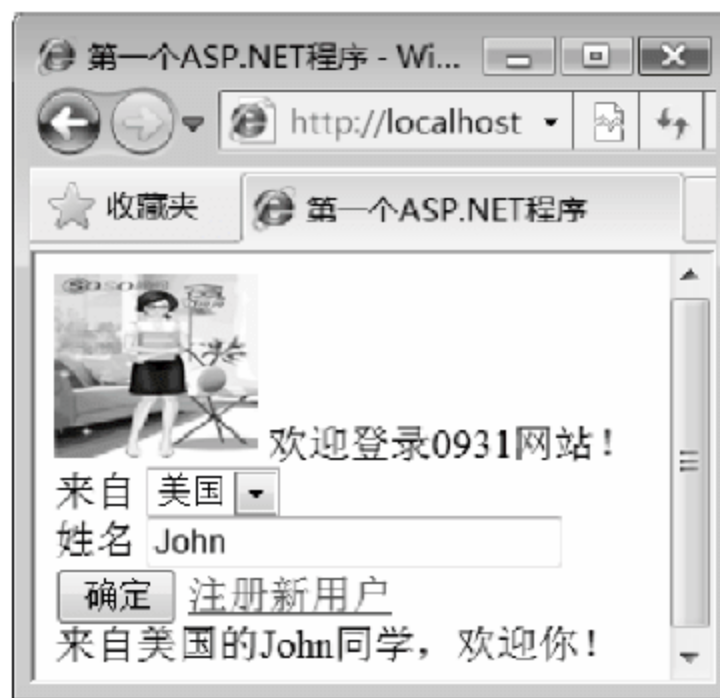 第一个ASP.NET程序 - Wi...
http://localhost
收藏夹
第一个ASP.NET程序
soso
欢迎登录0931网站！
来自 美国
姓名 John
确定 注册新用户
来自美国的John同学，欢迎你！